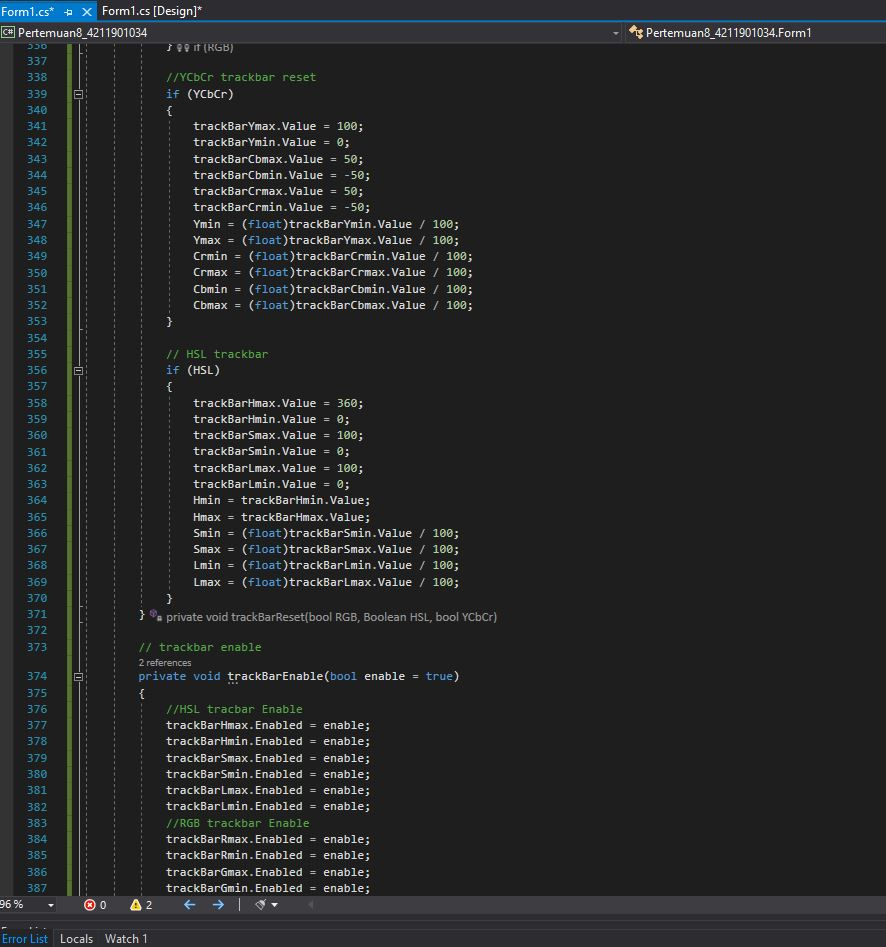 Form1.cs* Form1.cs [Design]*
C# Pertemuan8_4211901034 Pertemuan8_4211901034.Form1
336 } if (RGB)
337
338 //YCbCr trackbar reset
339 if (YCbCr)
340 {
341 trackBarYmax.Value = 100;
342 trackBarYmin.Value = 0;
343 trackBarCbmax.Value = 50;
344 trackBarCbmin.Value = -50;
345 trackBarCrmax.Value = 50;
346 trackBarCrmin.Value = -50;
347 Ymin = (float)trackBarYmin.Value / 100;
348 Ymax = (float)trackBarYmax.Value / 100;
349 Crmin = (float)trackBarCrmin.Value / 100;
350 Crmax = (float)trackBarCrmax.Value / 100;
351 Cbmin = (float)trackBarCbmin.Value / 100;
352 Cbmax = (float)trackBarCbmax.Value / 100;
353 }
354
355 // HSL trackbar
356 if (HSL)
357 {
358 trackBarHmax.Value = 360;
359 trackBarHmin.Value = 0;
360 trackBarSmax.Value = 100;
361 trackBarSmin.Value = 0;
362 trackBarLmax.Value = 100;
363 trackBarLmin.Value = 0;
364 Hmin = trackBarHmin.Value;
365 Hmax = trackBarHmax.Value;
366 Smin = (float)trackBarSmin.Value / 100;
367 Smax = (float)trackBarSmax.Value / 100;
368 Lmin = (float)trackBarLmin.Value / 100;
369 Lmax = (float)trackBarLmax.Value / 100;
370 }
371 } private void trackBarReset(bool RGB, Boolean HSL, bool YCbCr)
372
373 // trackbar enable
2 references
374 private void trackBarEnable(bool enable = true)
375 {
376 //HSL tracbar Enable
377 trackBarHmax.Enabled = enable;
378 trackBarHmin.Enabled = enable;
379 trackBarSmax.Enabled = enable;
380 trackBarSmin.Enabled = enable;
381 trackBarLmax.Enabled = enable;
382 trackBarLmin.Enabled = enable;
383 //RGB trackbar Enable
384 trackBarRmax.Enabled = enable;
385 trackBarRmin.Enabled = enable;
386 trackBarGmax.Enabled = enable;
387 trackBarGmin.Enabled = enable;
96 % 0 2
Error List
Error List Locals Watch 1